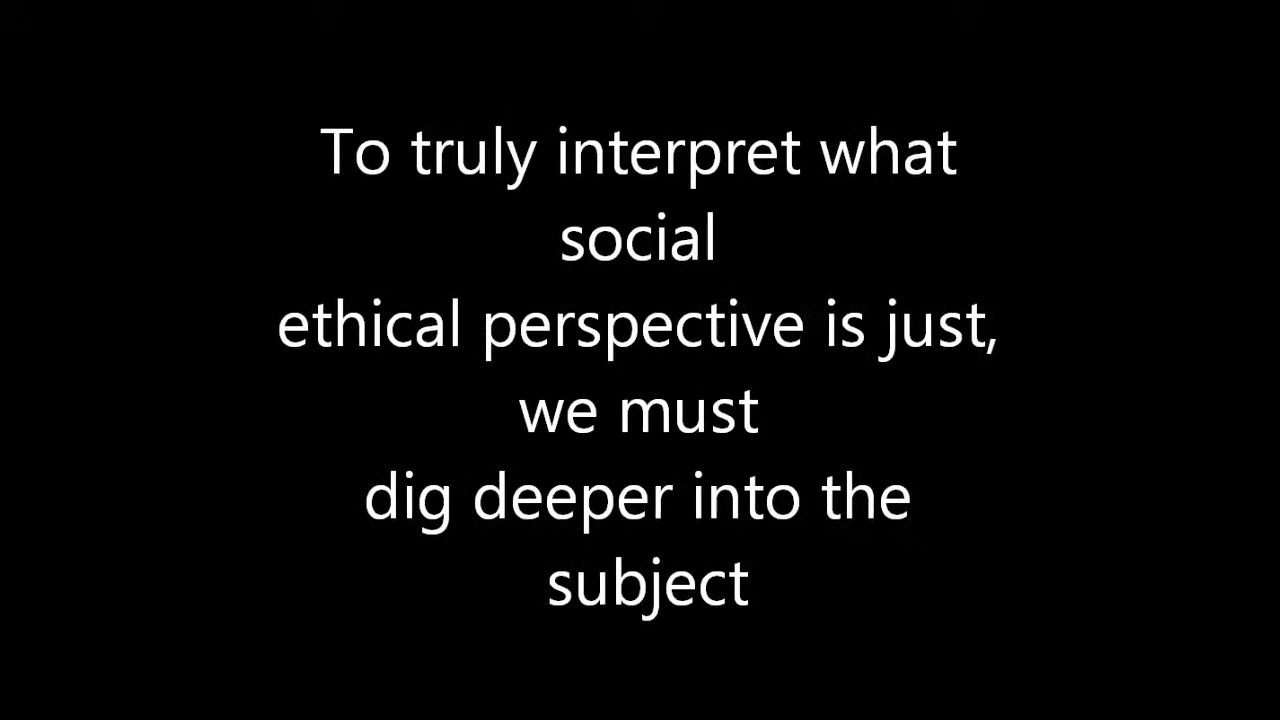 To truly interpret what
social
ethical perspective is just,
we must
dig deeper into the
subject